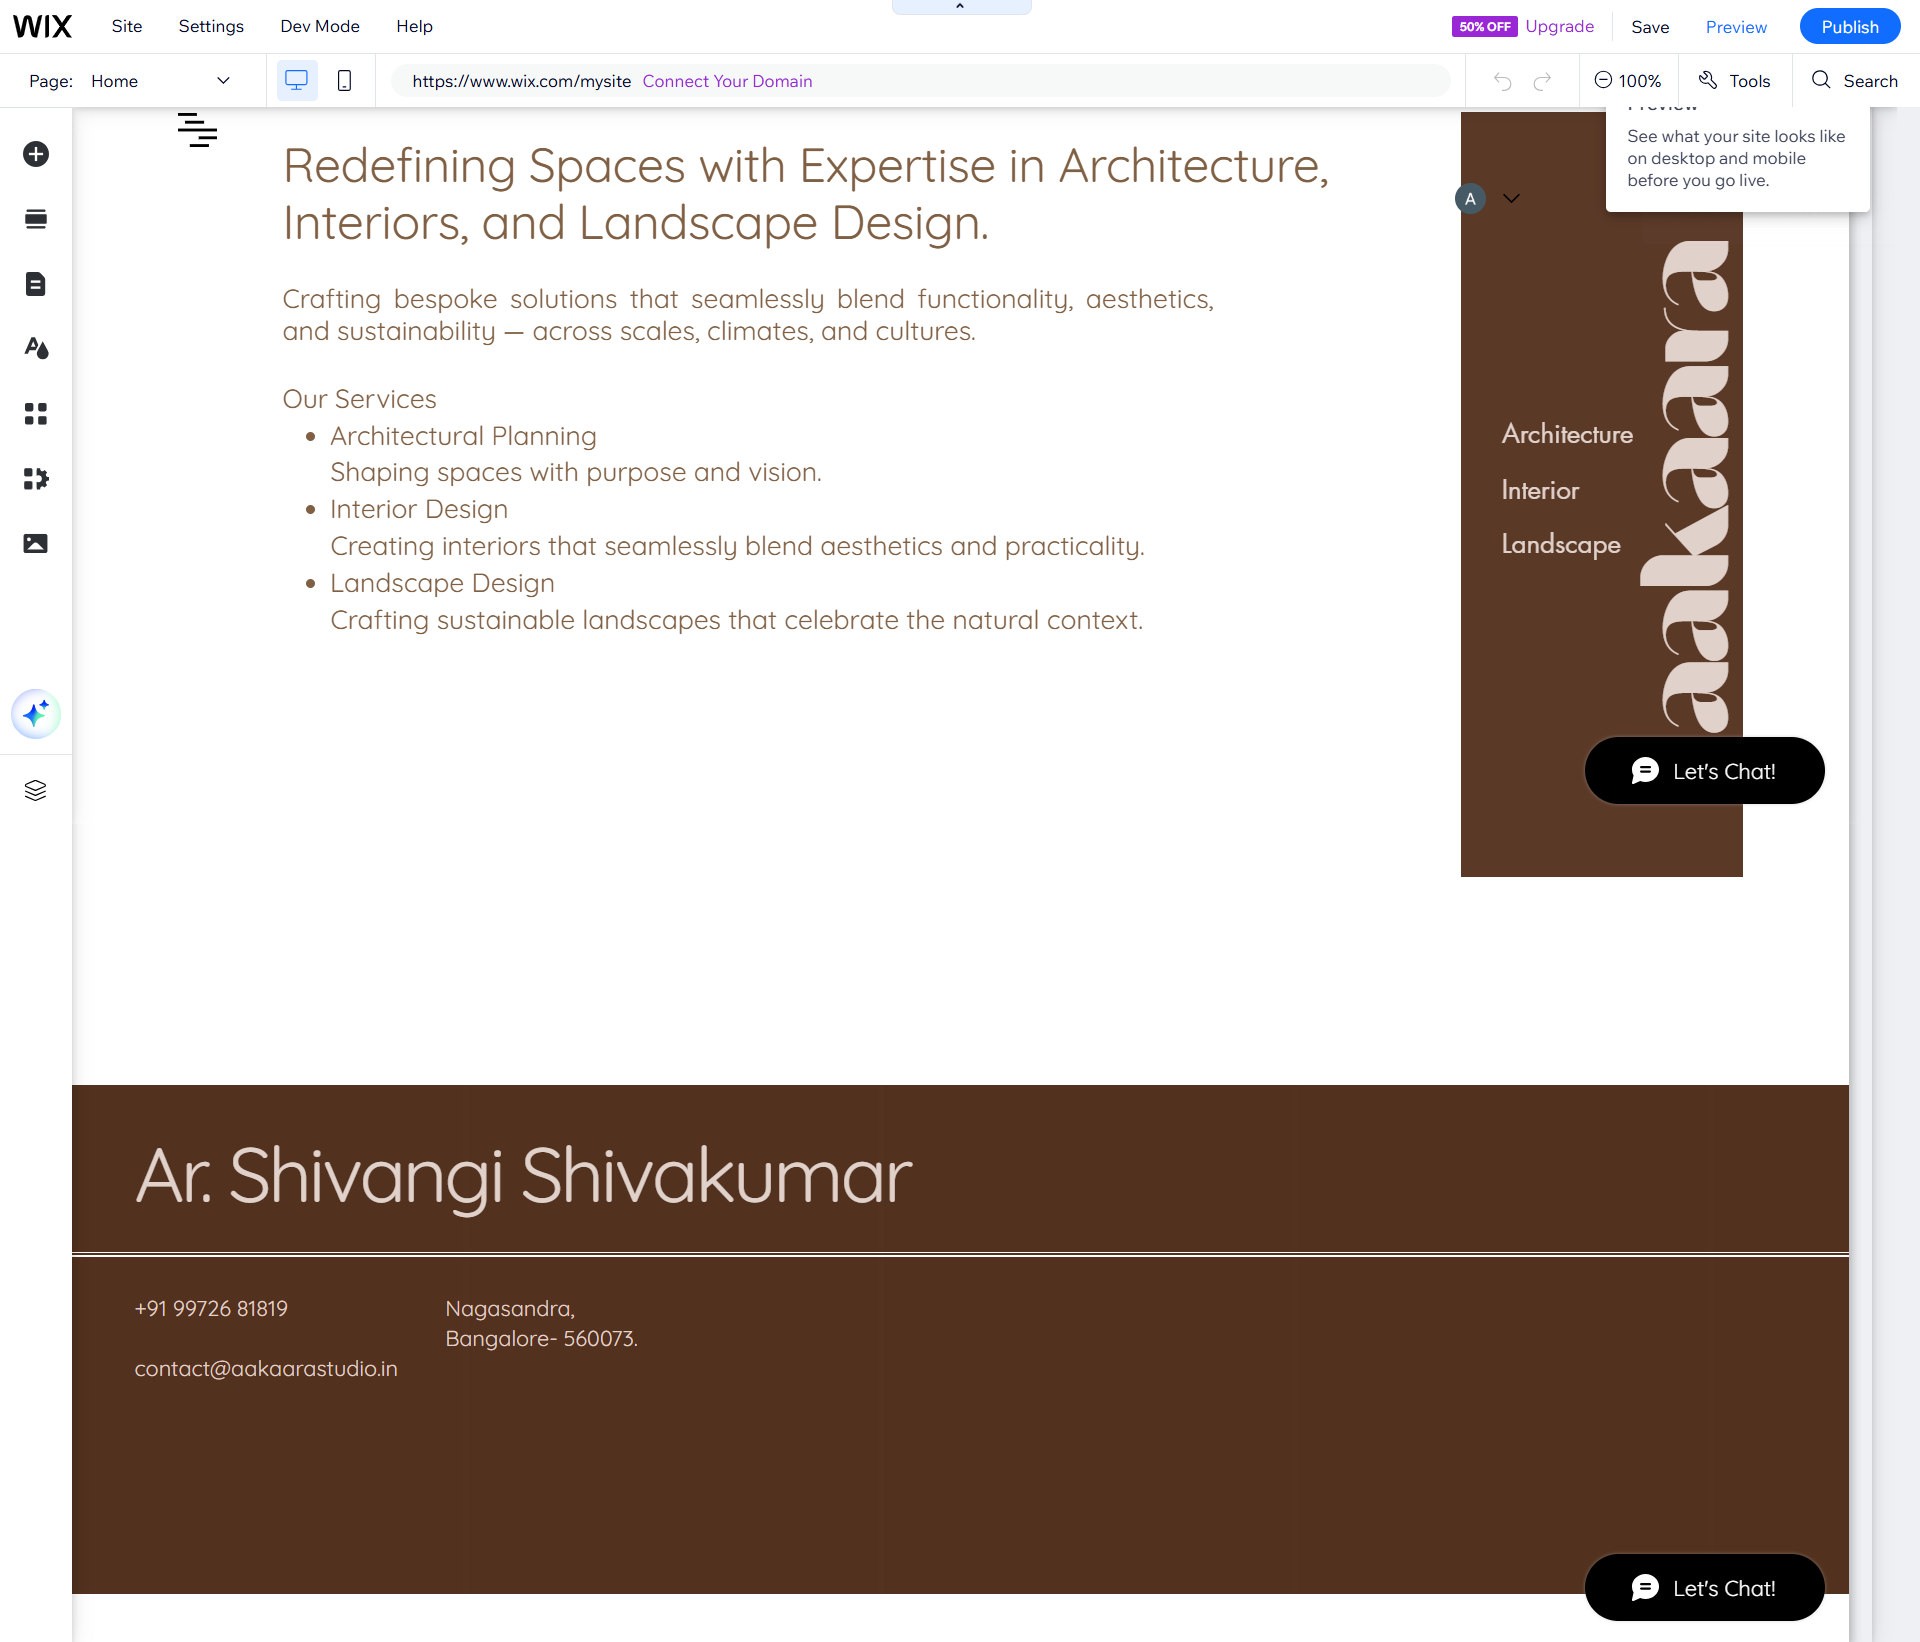 WIX Site Settings Dev Mode Help 50% OFF Upgrade Save Preview Publish
Page: Home https://www.wix.com/mysite Connect Your Domain 100% Tools Search
Preview
See what your site looks like
on desktop and mobile
before you go live.
A
Redefining Spaces with Expertise in Architecture,
Interiors, and Landscape Design.
Crafting bespoke solutions that seamlessly blend functionality, aesthetics,
and sustainability — across scales, climates, and cultures.
Our Services
• Architectural Planning
Shaping spaces with purpose and vision.
• Interior Design
Creating interiors that seamlessly blend aesthetics and practicality.
• Landscape Design
Crafting sustainable landscapes that celebrate the natural context.
Architecture
Interior
Landscape
aakaara
Let's Chat!
Ar. Shivangi Shivakumar
+91 99726 81819
contact@aakaarastudio.in
Nagasandra,
Bangalore- 560073.
Let's Chat!